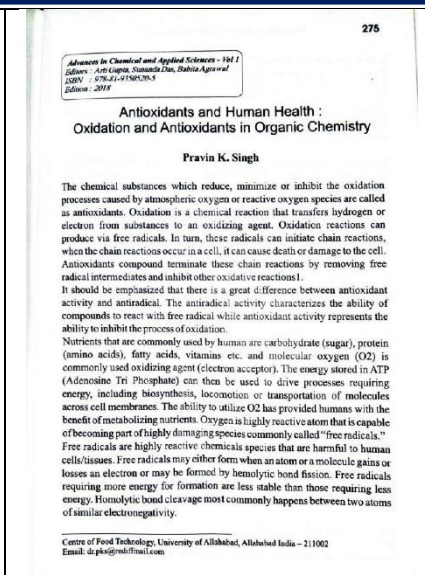 275
Advances in Chemical and Applied Sciences - Vol I
Editors : Arti Gupta, Sunanda Das, Babita Agrawal
ISBN : 978-81-9350520-5
Edition : 2018
Antioxidants and Human Health :
Oxidation and Antioxidants in Organic Chemistry
Pravin K. Singh
The chemical substances which reduce, minimize or inhibit the oxidation
processes caused by atmospheric oxygen or reactive oxygen species are called
as antioxidants. Oxidation is a chemical reaction that transfers hydrogen or
electron from substances to an oxidizing agent. Oxidation reactions can
produce via free radicals. In turn, these radicals can initiate chain reactions,
when the chain reactions occur in a cell, it can cause death or damage to the cell.
Antioxidants compound terminate these chain reactions by removing free
radical intermediates and inhibit other oxidative reactions1.
It should be emphasized that there is a great difference between antioxidant
activity and antiradical. The antiradical activity characterizes the ability of
compounds to react with free radical while antioxidant activity represents the
ability to inhibit the process of oxidation.
Nutrients that are commonly used by human are carbohydrate (sugar), protein
(amino acids), fatty acids, vitamins etc. and molecular oxygen (O2) is
commonly used oxidizing agent (electron acceptor). The energy stored in ATP
(Adenosine Tri Phosphate) can then be used to drive processes requiring
energy, including biosynthesis, locomotion or transportation of molecules
across cell membranes. The ability to utilize O2 has provided humans with the
benefit of metabolizing nutrients. Oxygen is highly reactive atom that is capable
of becoming part of highly damaging species commonly called "free radicals."
Free radicals are highly reactive chemicals species that are harmful to human
cells/tissues. Free radicals may either form when an atom or a molecule gains or
losses an electron or may be formed by hemolytic bond fission. Free radicals
requiring more energy for formation are less stable than those requiring less
energy. Homolytic bond cleavage most commonly happens between two atoms
of similar electronegativity.
Centre of Food Technology, University of Allahabad, Allahabad India – 211002
Email: dr.pks@rediffmail.com